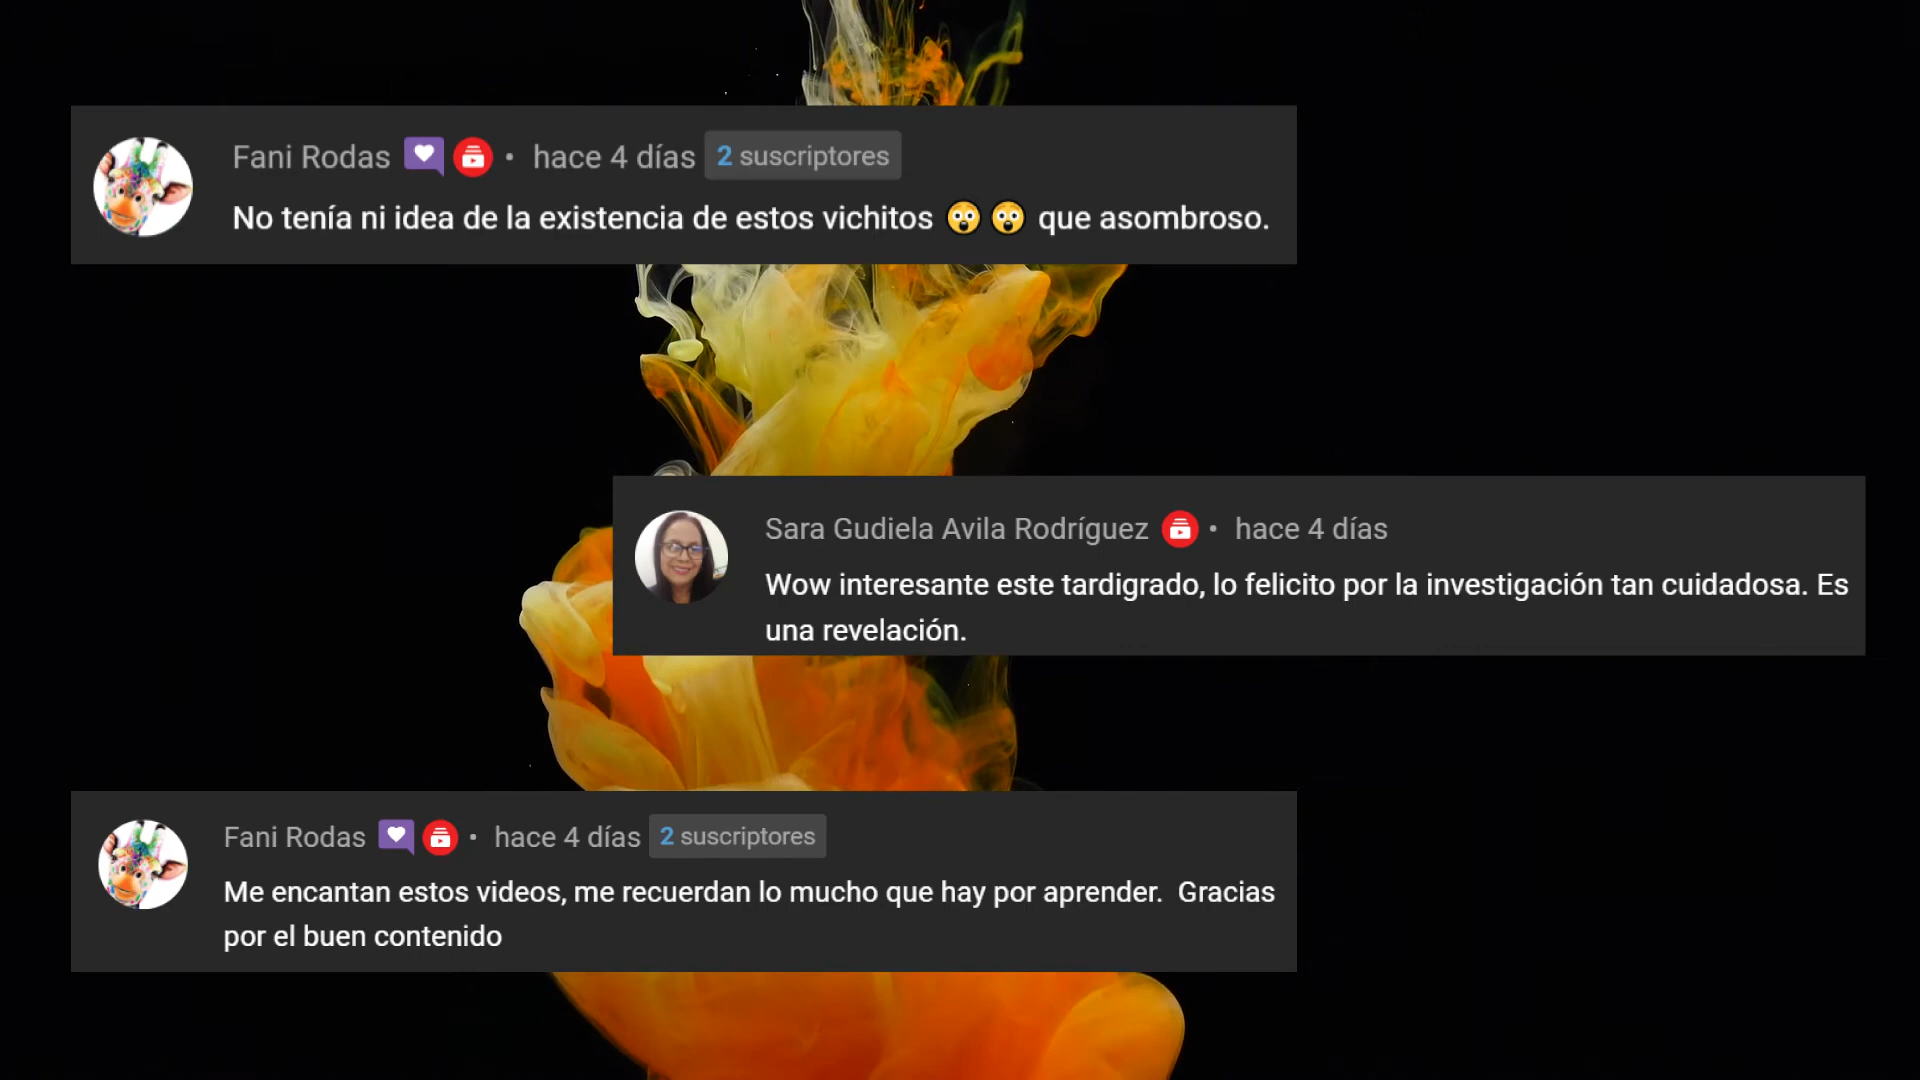 Fani Rodas • hace 4 días 2 suscriptores
No tenía ni idea de la existencia de estos vichitos 😲😲 que asombroso.
Sara Gudiela Avila Rodríguez • hace 4 días
Wow interesante este tardigrado, lo felicito por la investigación tan cuidadosa. Es
una revelación.
Fani Rodas • hace 4 días 2 suscriptores
Me encantan estos videos, me recuerdan lo mucho que hay por aprender.  Gracias
por el buen contenido